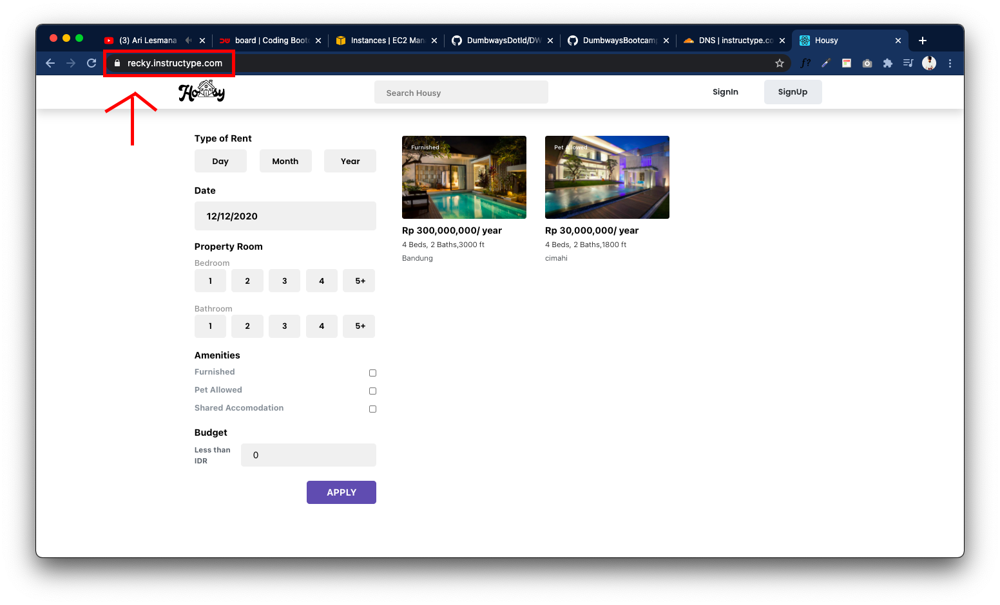 (3) Ari Lesmana
board | Coding Bootc
Instances | EC2 Man
DumbwaysDotId/DW
DumbwaysBootcamp
DNS | instructype.co
Housy
recky.instructype.com
f?
Housy
Search Housy
SignIn
SignUp
Type of Rent
Day
Month
Year
Date
12/12/2020
Property Room
Bedroom
1
2
3
4
5+
Bathroom
1
2
3
4
5+
Amenities
Furnished
Pet Allowed
Shared Accomodation
Budget
Less than
IDR
0
APPLY
Furnished
Rp 300,000,000/ year
4 Beds, 2 Baths,3000 ft
Bandung
Pet Allowed
Rp 30,000,000/ year
4 Beds, 2 Baths,1800 ft
cimahi